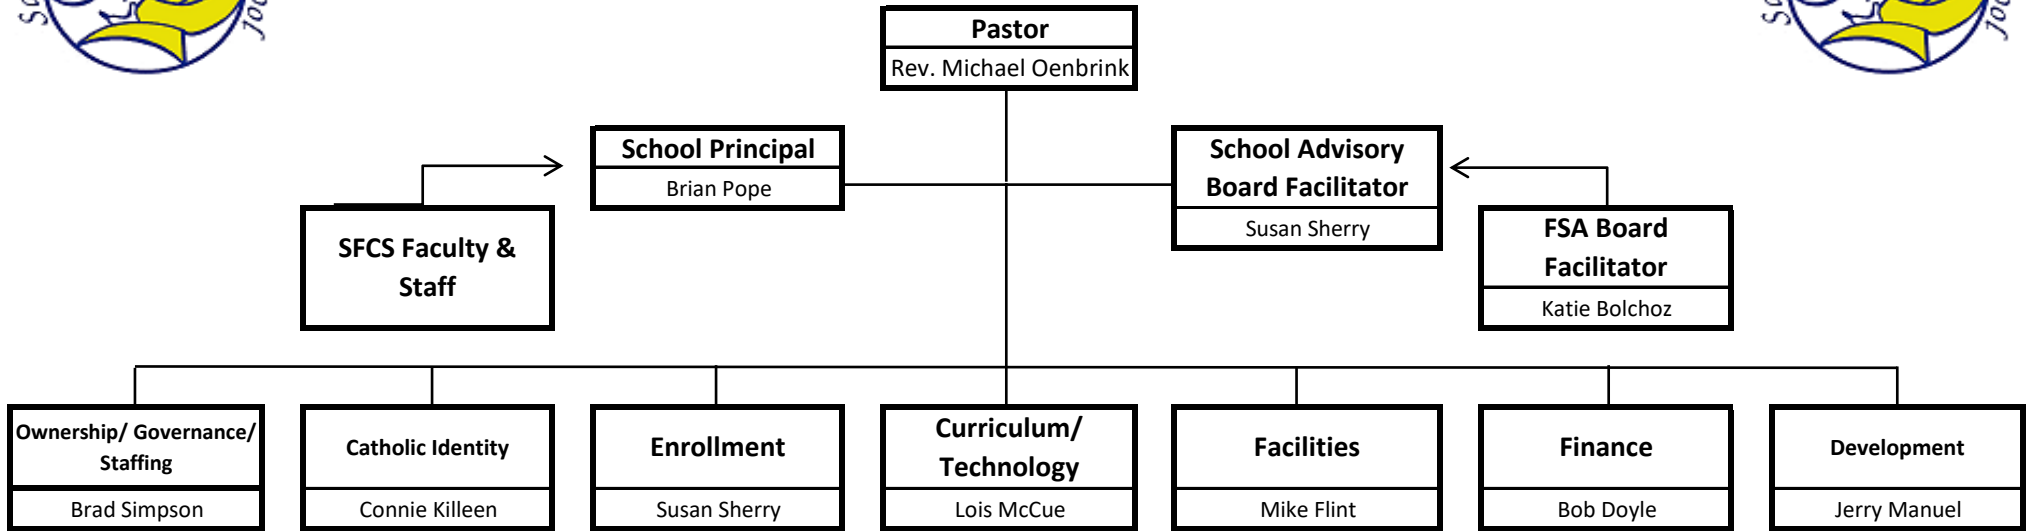 Pastor
Rev. Michael Oenbrink
School Principal
Brian Pope
School Advisory
Board Facilitator
Susan Sherry
SFCS Faculty &
Staff
FSA Board
Facilitator
Katie Bolchoz
Ownership/ Governance/
Staffing
Brad Simpson
Catholic Identity
Connie Killeen
Enrollment
Susan Sherry
Curriculum/
Technology
Lois McCue
Facilities
Mike Flint
Finance
Bob Doyle
Development
Jerry Manuel